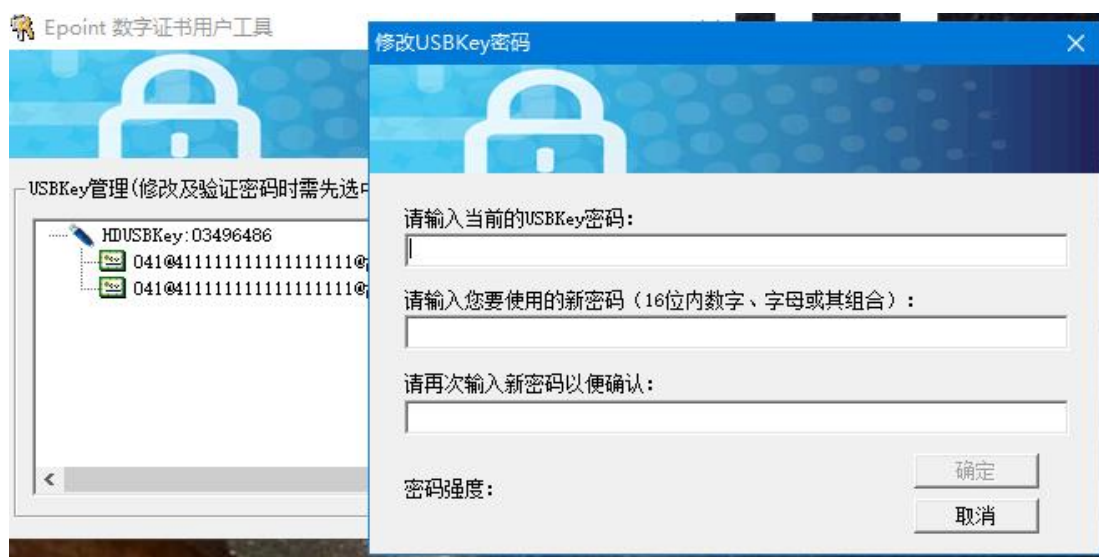 Epoint 数字证书用户工具
修改USBKey密码
USBKey管理(修改及验证密码时需先选
HDUSBKey:03496486
041@411111111111111111@
041@411111111111111111@
请输入当前的USBKey密码:
请输入您要使用的新密码(16位内数字、字母或其组合):
请再次输入新密码以便确认:
密码强度:
确定
取消